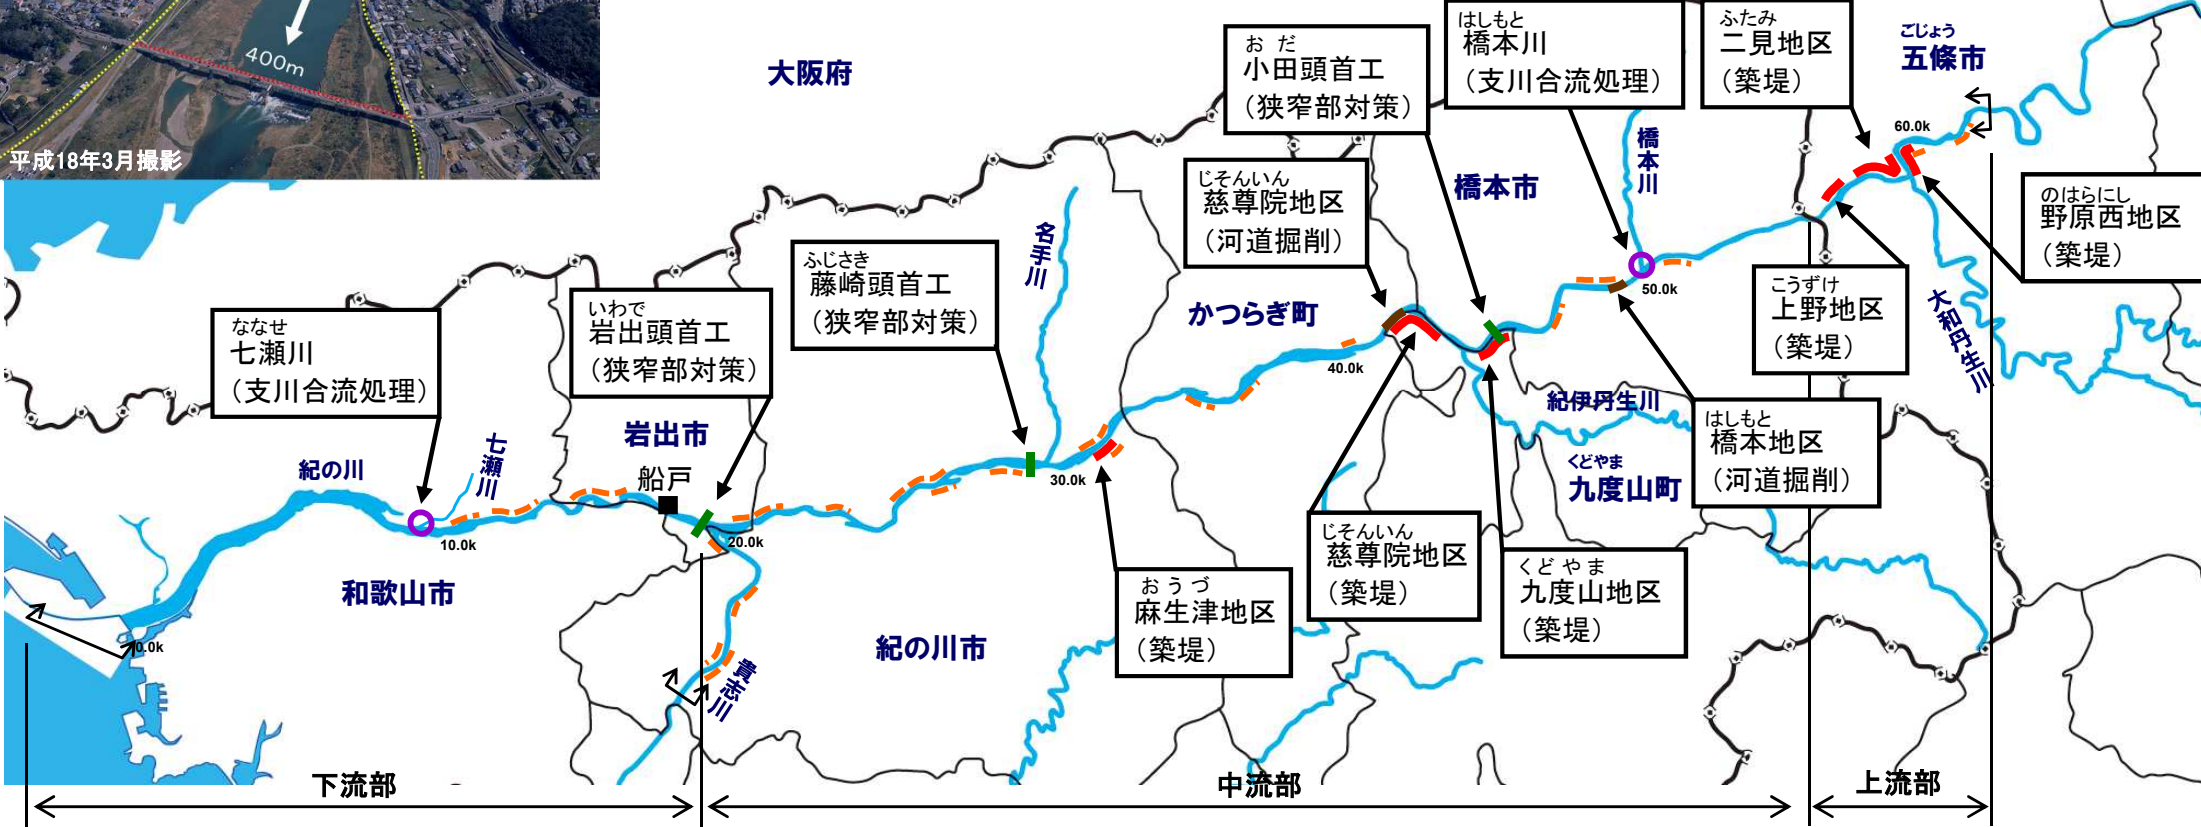 400m
平成18年3月撮影
大阪府
おだ
小田頭首工
(狭窄部対策)
はしもと
橋本川
(支川合流処理)
ふたみ
二見地区
(築堤)
ごじょう
五條市
60.0k
橋本川
橋本市
じそんいん
慈尊院地区
(河道掘削)
のはらにし
野原西地区
(築堤)
名手川
ふじさき
藤崎頭首工
(狭窄部対策)
いわで
岩出頭首工
(狭窄部対策)
ななせ
七瀬川
(支川合流処理)
かつらぎ町
50.0k
こうずけ
上野地区
(築堤)
大和丹生川
40.0k
紀伊丹生川
はしもと
橋本地区
(河道掘削)
くどやま
九度山町
岩出市
船戸
七瀬川
紀の川
30.0k
20.0k
10.0k
じそんいん
慈尊院地区
(築堤)
くどやま
九度山地区
(築堤)
おうづ
麻生津地区
(築堤)
和歌山市
紀の川市
貴志川
0.0k
下流部
中流部
上流部